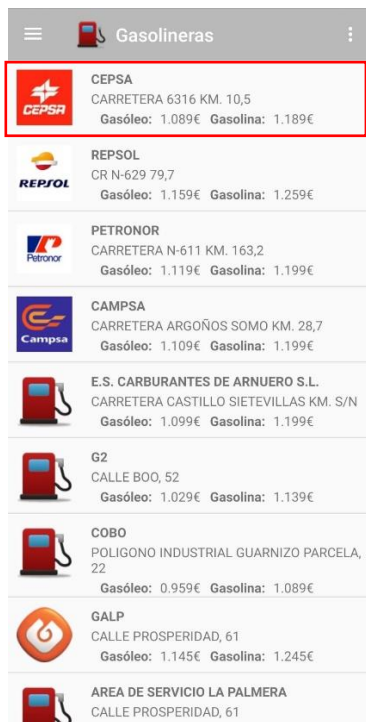 Gasolineras
CEPSA
CEPSA
CARRETERA 6316 KM. 10,5
Gasóleo: 1.089€ Gasolina: 1.189€
REPSOL
REPSOL
CR N-629 79,7
Gasóleo: 1.159€ Gasolina: 1.259€
Petronor
PETRONOR
CARRETERA N-611 KM. 163,2
Gasóleo: 1.119€ Gasolina: 1.199€
Campsa
CAMPSA
CARRETERA ARGOÑOS SOMO KM. 28,7
Gasóleo: 1.109€ Gasolina: 1.199€
E.S. CARBURANTES DE ARNUERO S.L.
CARRETERA CASTILLO SIETEVILLAS KM. S/N
Gasóleo: 1.099€ Gasolina: 1.199€
G2
CALLE BOO, 52
Gasóleo: 1.029€ Gasolina: 1.139€
COBO
POLIGONO INDUSTRIAL GUARNIZO PARCELA,
22
Gasóleo: 0.959€ Gasolina: 1.089€
GALP
CALLE PROSPERIDAD, 61
Gasóleo: 1.145€ Gasolina: 1.245€
AREA DE SERVICIO LA PALMERA
CALLE PROSPERIDAD, 61